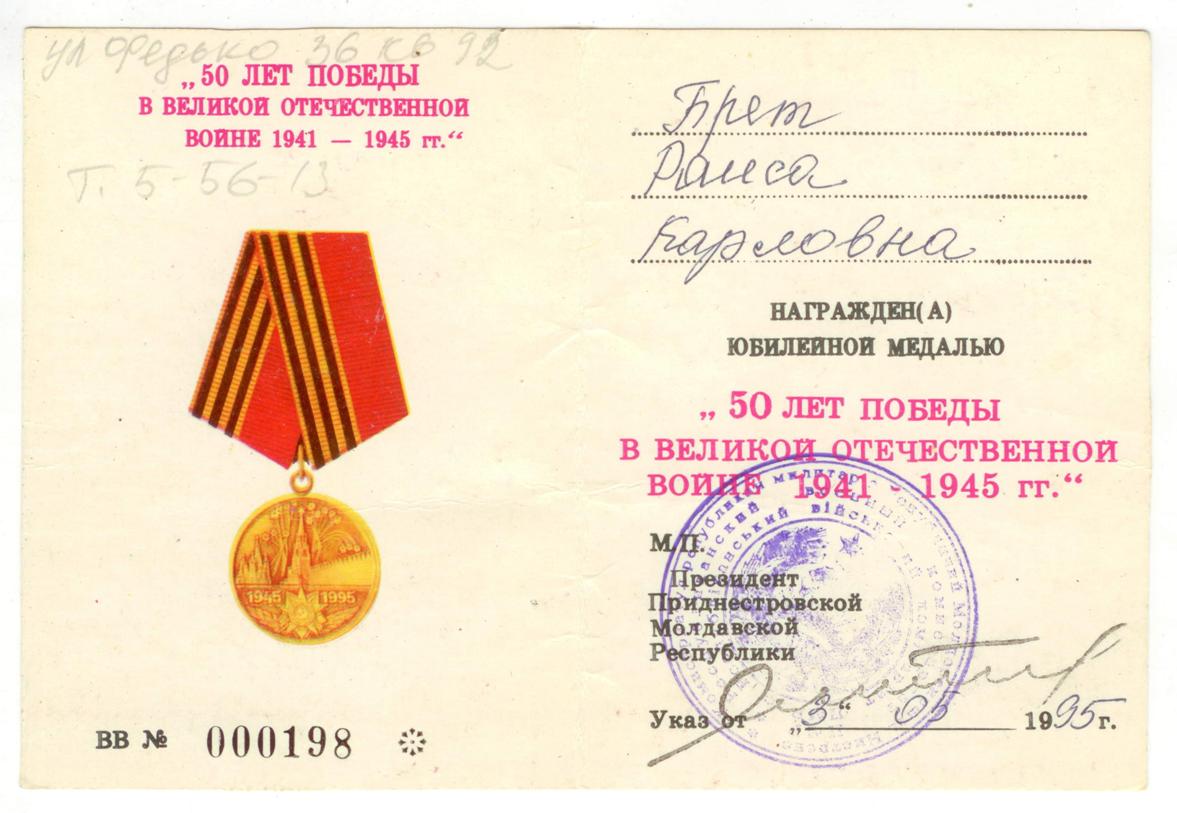 ул Федько 36 кв 92
„50 ЛЕТ ПОБЕДЫ
В ВЕЛИКОЙ ОТЕЧЕСТВЕННОЙ
ВОЙНЕ 1941 — 1945 гг.“
Т. 5-56-13
1945 1995
ВВ № 000198
Брет
Раиса
Карловна
НАГРАЖДЕН(А)
ЮБИЛЕЙНОЙ МЕДАЛЬЮ
„50 ЛЕТ ПОБЕДЫ
В ВЕЛИКОЙ ОТЕЧЕСТВЕННОЙ
ВОЙНЕ 1941 - 1945 гг.“
М.П.
Президент
Приднестровской
Молдавской
Республики
Указ от „3“ 05 1995 г.